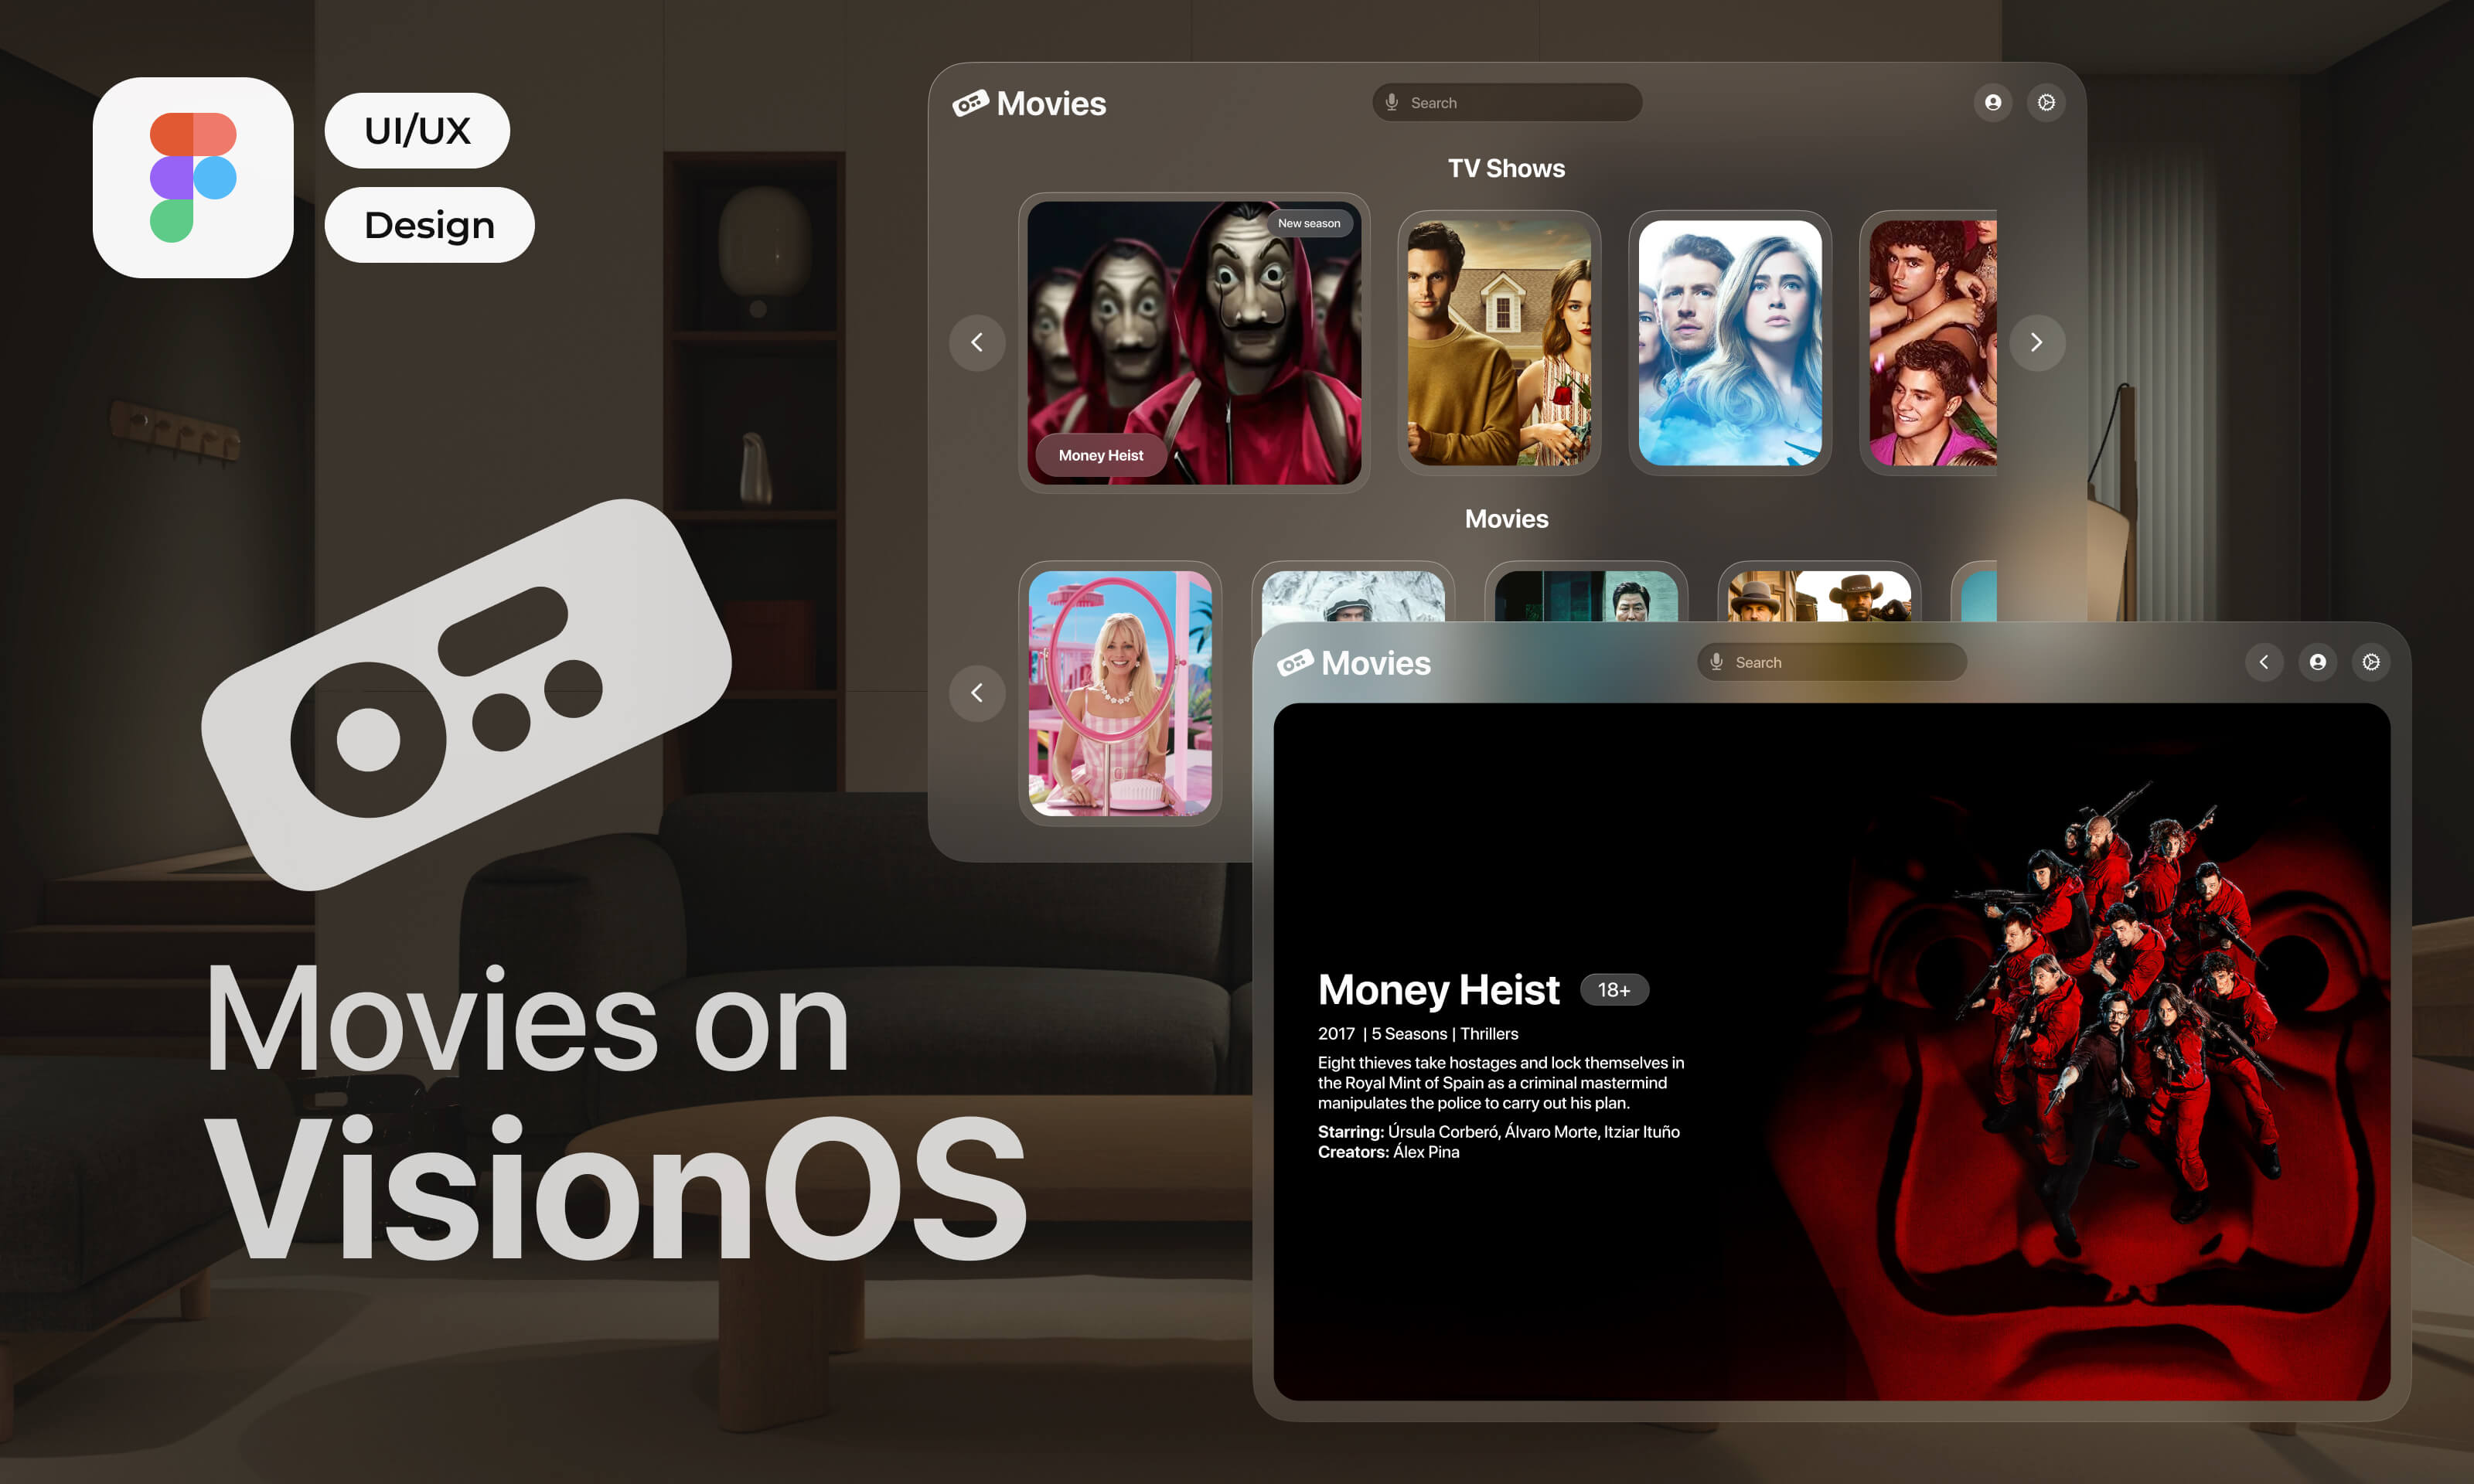 UI/UX
Design
Movies on
VisionOS
Movies
Search
TV Shows
New season
Money Heist
Movies
Movies
Search
Money Heist 18+
2017 | 5 Seasons | Thrillers
Eight thieves take hostages and lock themselves in
the Royal Mint of Spain as a criminal mastermind
manipulates the police to carry out his plan.
Starring: Úrsula Corberó, Álvaro Morte, Itziar Ituño
Creators: Álex Pina